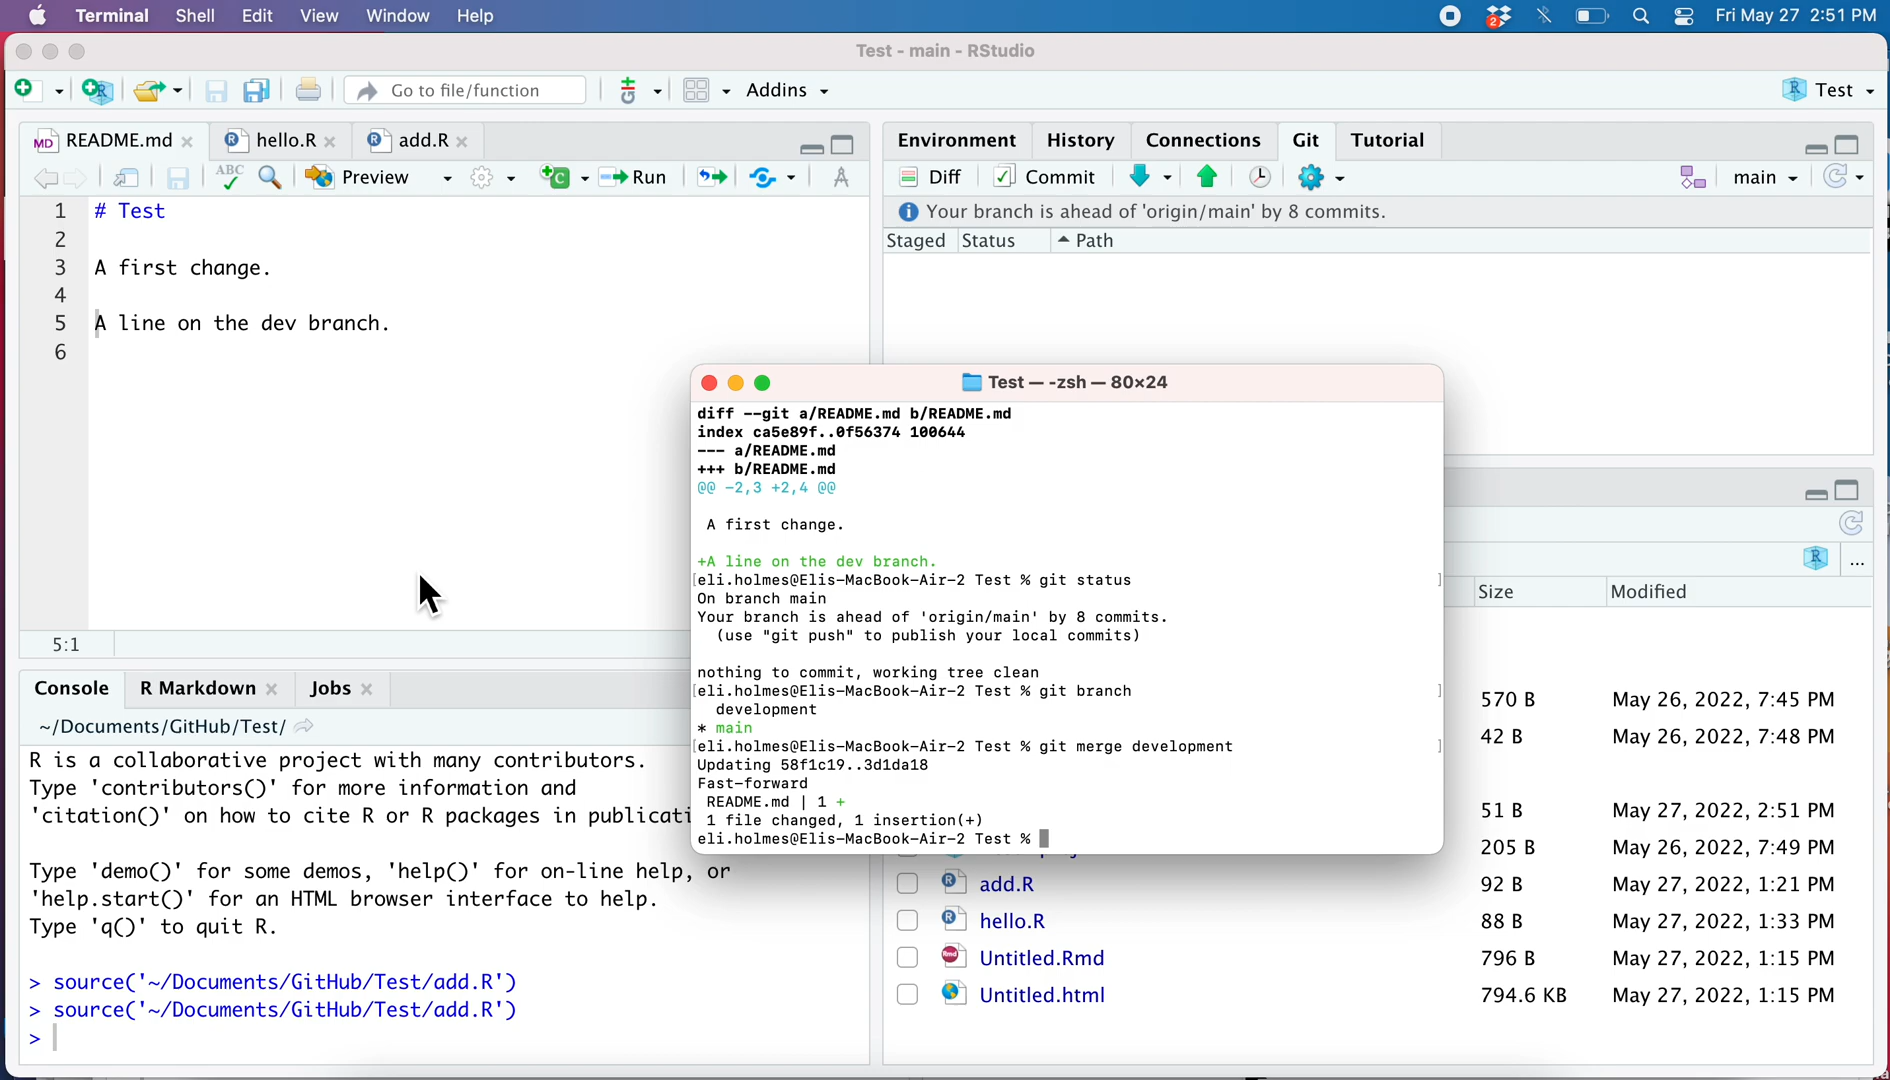 Terminal Shell Edit View Window Help 2 Fri May 27 2:51 PM
Test - main - RStudio
Go to file/function Addins Test
MD README.md hello.R add.R
ABC Preview Run
1 # Test
2
3 A first change.
4
5 A line on the dev branch.
6
5:1
Environment History Connections Git Tutorial
Diff Commit main
Your branch is ahead of 'origin/main' by 8 commits.
Staged Status Path
Test — -zsh — 80×24
diff --git a/README.md b/README.md
index ca5e89f..0f56374 100644
--- a/README.md
+++ b/README.md
@@ -2,3 +2,4 @@
A first change.
+A line on the dev branch.
[eli.holmes@Elis-MacBook-Air-2 Test % git status ]
On branch main
Your branch is ahead of 'origin/main' by 8 commits.
(use "git push" to publish your local commits)
nothing to commit, working tree clean
[eli.holmes@Elis-MacBook-Air-2 Test % git branch ]
development
* main
[eli.holmes@Elis-MacBook-Air-2 Test % git merge development ]
Updating 58f1c19..3d1da18
Fast-forward
README.md | 1 +
1 file changed, 1 insertion(+)
eli.holmes@Elis-MacBook-Air-2 Test %
Console R Markdown Jobs
~/Documents/GitHub/Test/
R is a collaborative project with many contributors.
Type 'contributors()' for more information and
'citation()' on how to cite R or R packages in publicati
Type 'demo()' for some demos, 'help()' for on-line help, or
'help.start()' for an HTML browser interface to help.
Type 'q()' to quit R.
> source('~/Documents/GitHub/Test/add.R')
> source('~/Documents/GitHub/Test/add.R')
>
...
Size Modified
570 B May 26, 2022, 7:45 PM
42 B May 26, 2022, 7:48 PM
51 B May 27, 2022, 2:51 PM
205 B May 26, 2022, 7:49 PM
add.R 92 B May 27, 2022, 1:21 PM
hello.R 88 B May 27, 2022, 1:33 PM
Untitled.Rmd 796 B May 27, 2022, 1:15 PM
Untitled.html 794.6 KB May 27, 2022, 1:15 PM